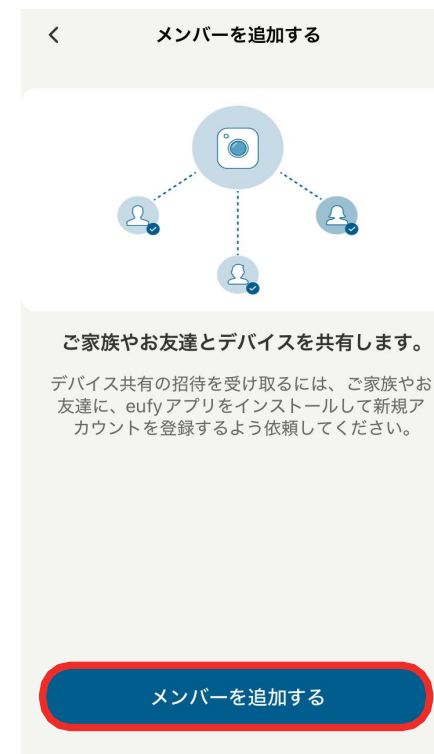 メンバーを追加する
ご家族やお友達とデバイスを共有します。
デバイス共有の招待を受け取るには、ご家族やお
友達に、eufyアプリをインストールして新規ア
カウントを登録するよう依頼してください。
メンバーを追加する